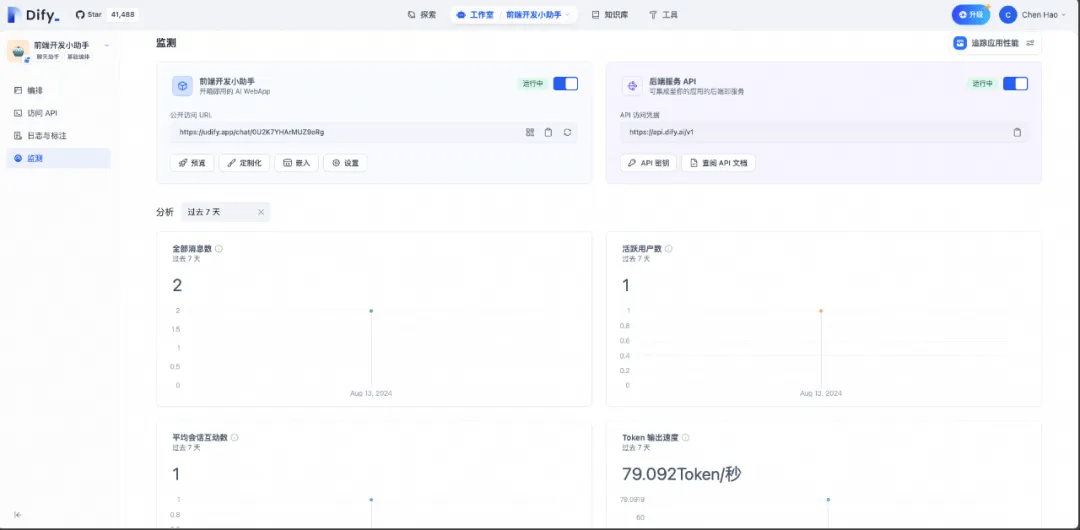 Dify_
Star 41,488
探索
工作室 / 前端开发小助手
知识库
工具
升级
C Chen Hao
前端开发小助手
聊天助手 基础编排
编排
访问 API
日志与标注
监测
监测
追踪应用性能
前端开发小助手
开箱即用的 AI WebApp
运行中
公开访问 URL
https://udify.app/chat/0U2K7YHArMUZ9oRg
预览 定制化 嵌入 设置
后端服务 API
可集成至你的应用的后端即服务
运行中
API 访问凭据
https://api.dify.ai/v1
API 密钥 查阅 API 文档
分析 过去 7 天
全部消息数
过去 7 天
2
2
1.5
1
0.5
0
Aug 13, 2024
活跃用户数
过去 7 天
1
1
0.8
0.6
0.4
0.2
0
Aug 13, 2024
平均会话互动数
过去 7 天
1
1
0.8
Token 输出速度
过去 7 天
79.092Token/秒
79.0919
60